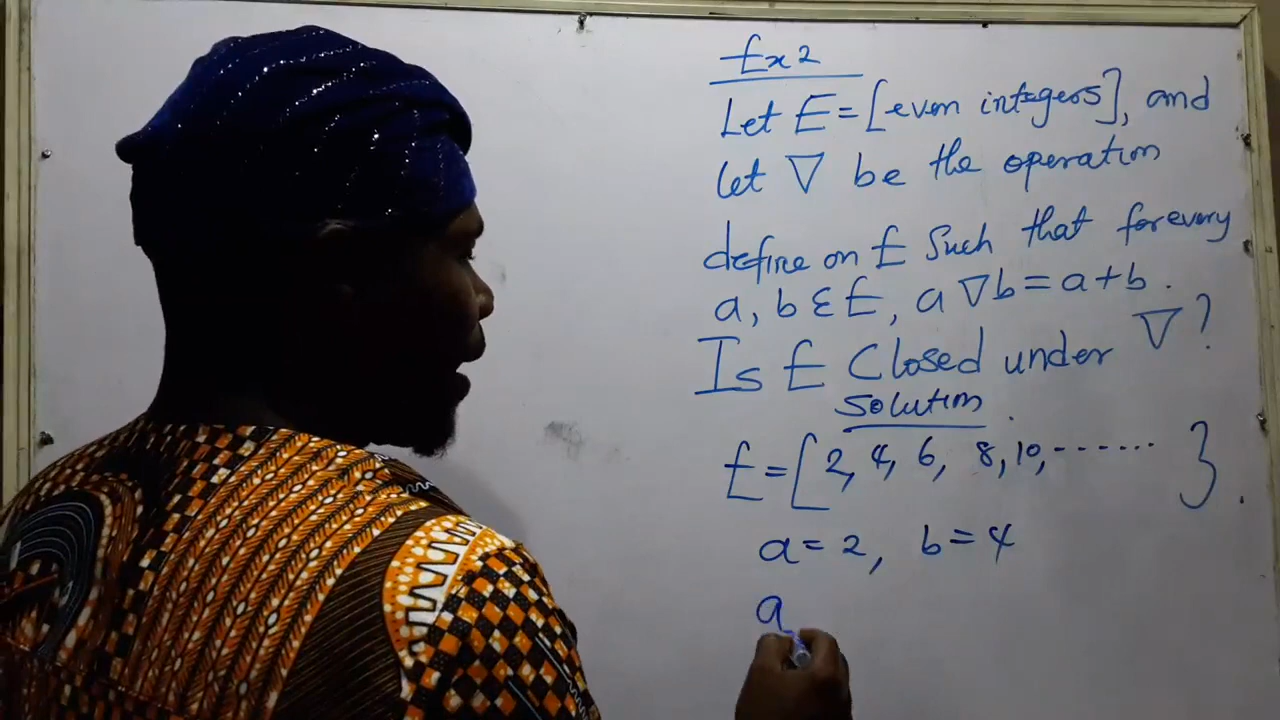 Ex 2
Let E = [even integers], and
let ∇ be the operation
define on E such that for every
a, b ε E, a ∇ b = a + b.
Is E Closed under ∇?
Solution.
E = [2, 4, 6, 8, 10, ------- }.
a = 2, b = 4
a